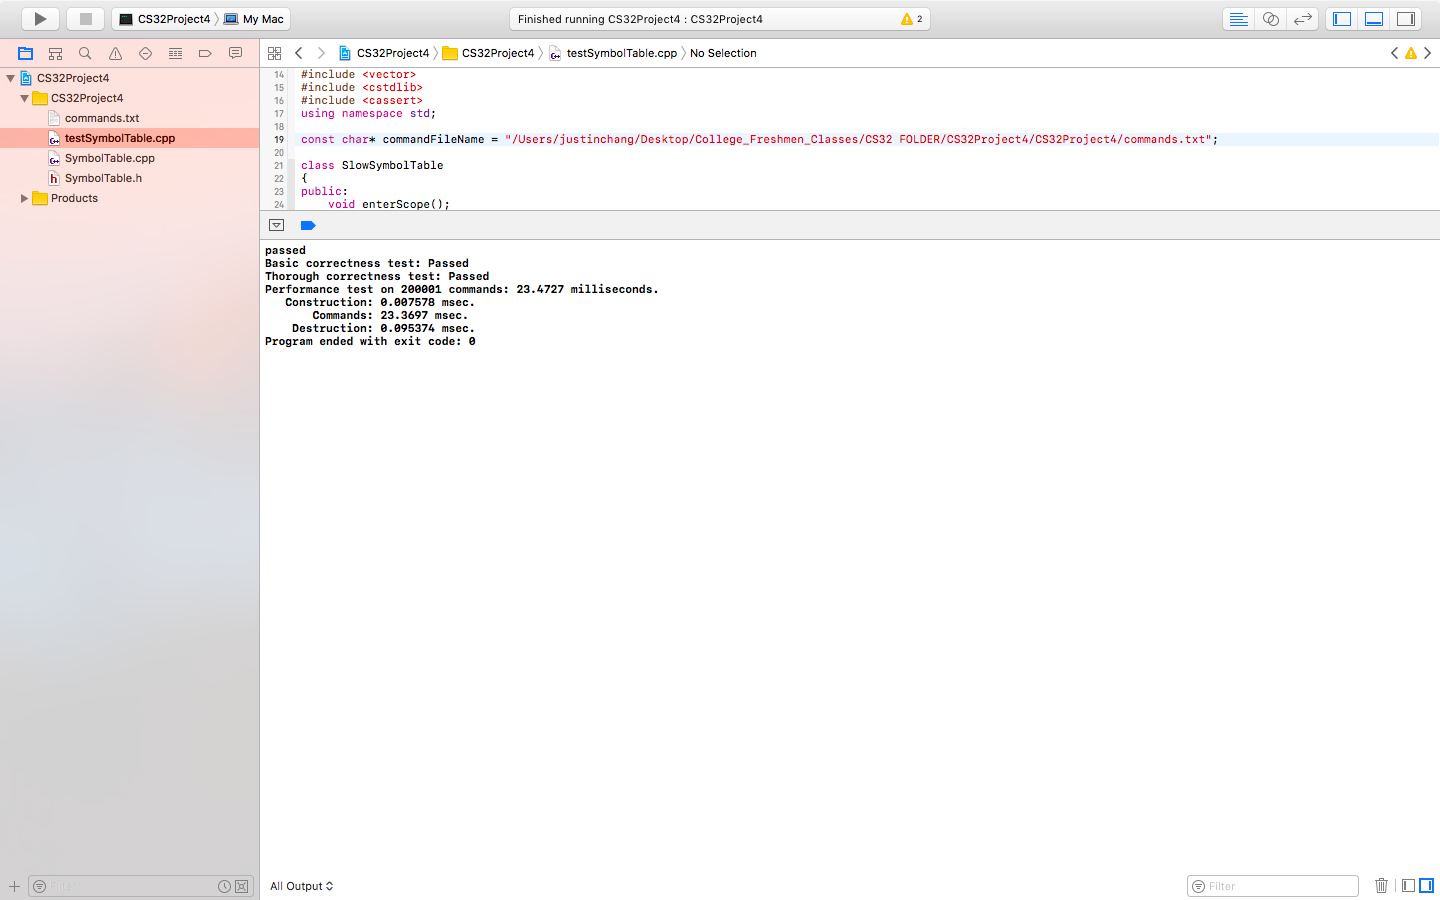 CS32Project4 My Mac
Finished running CS32Project4 : CS32Project4
2
CS32Project4
CS32Project4
commands.txt
testSymbolTable.cpp
SymbolTable.cpp
SymbolTable.h
Products
Filter
CS32Project4 CS32Project4 testSymbolTable.cpp No Selection
14 #include <vector>
15 #include <cstdlib>
16 #include <cassert>
17 using namespace std;
18
19 const char* commandFileName = "/Users/justinchang/Desktop/College_Freshmen_Classes/CS32 FOLDER/CS32Project4/CS32Project4/commands.txt";
20
21 class SlowSymbolTable
22 {
23 public:
24     void enterScope();
passed
Basic correctness test: Passed
Thorough correctness test: Passed
Performance test on 200001 commands: 23.4727 milliseconds.
   Construction: 0.007578 msec.
       Commands: 23.3697 msec.
    Destruction: 0.095374 msec.
Program ended with exit code: 0
All Output
Filter